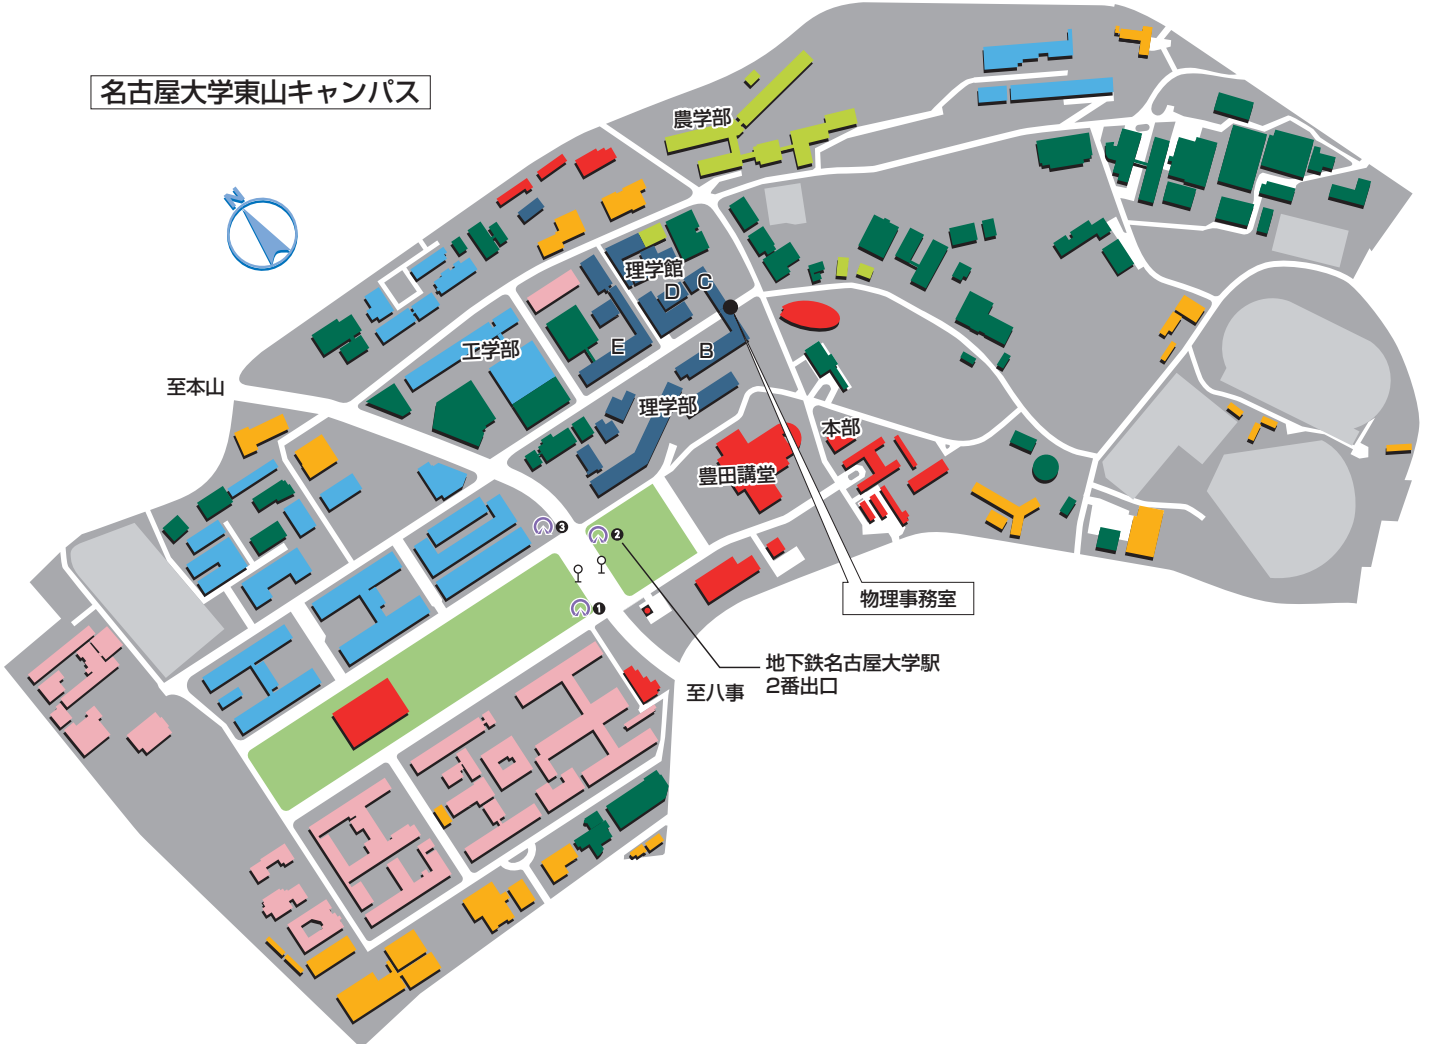 名古屋大学東山キャンパス
農学部
N
理学館
C
D
工学部
E
B
至本山
理学部
本部
豊田講堂
3
2
物理事務室
1
地下鉄名古屋大学駅
2番出口
至八事